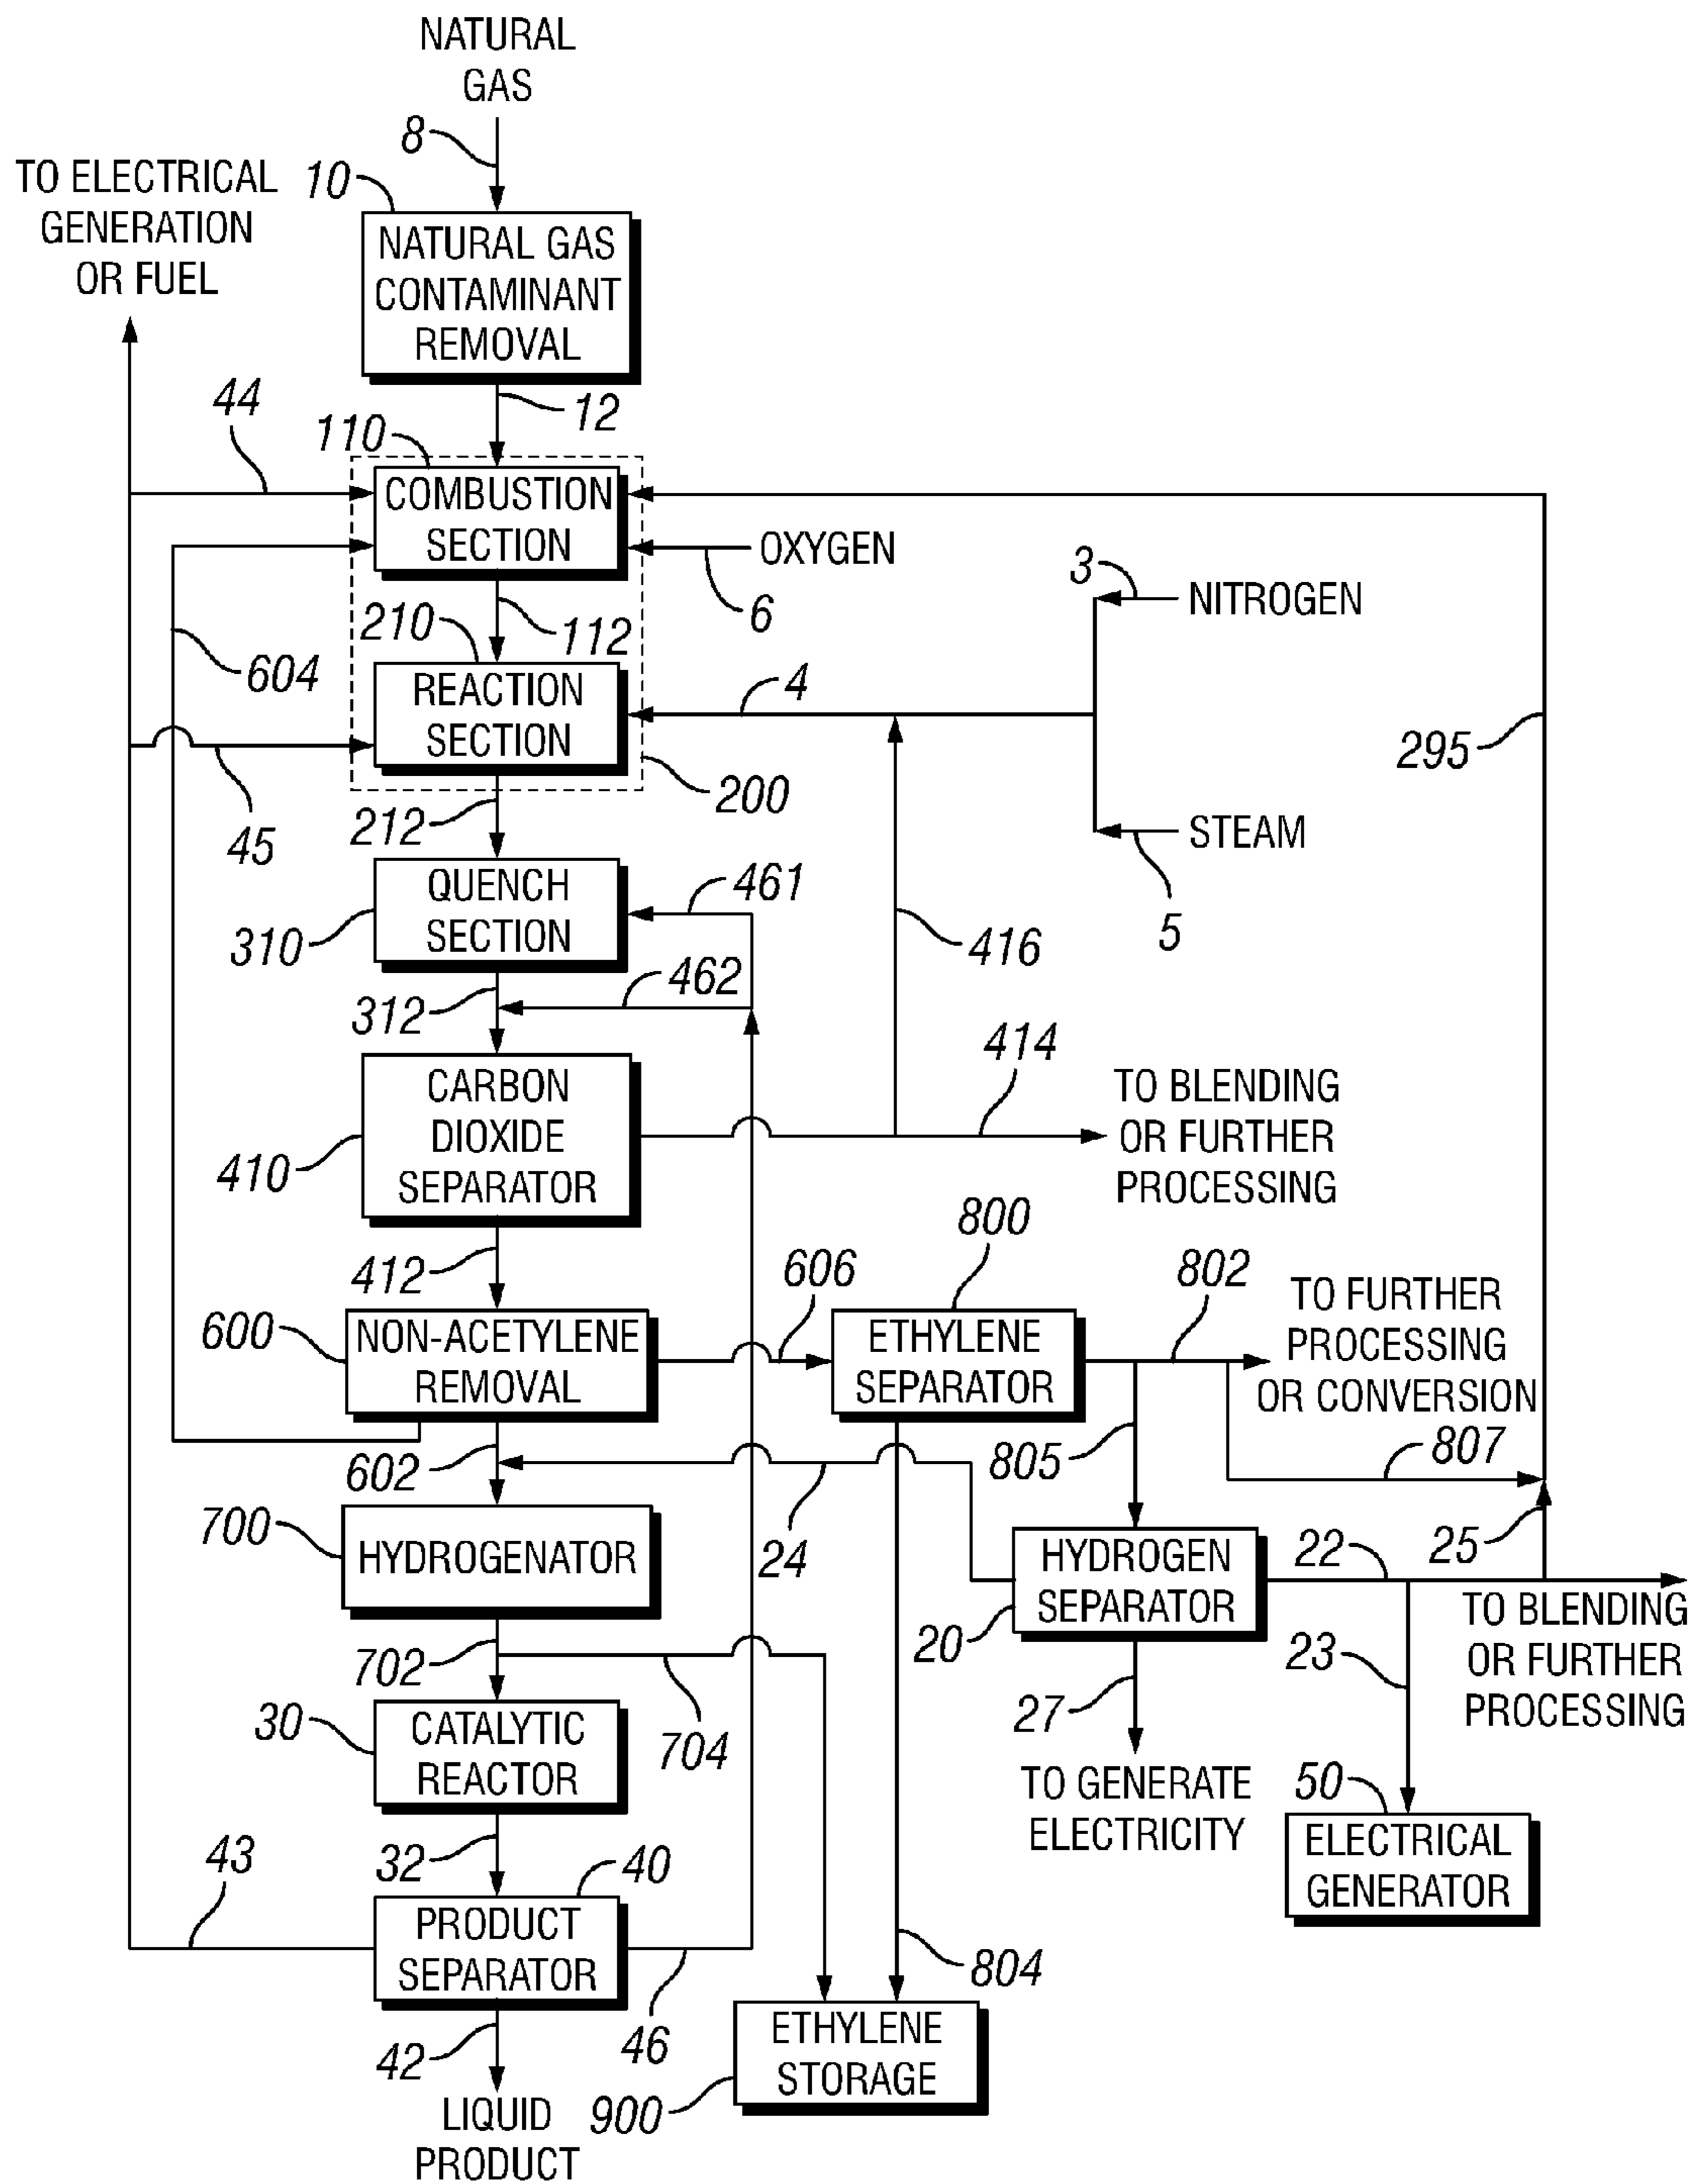 NATURAL
GAS
8
TO ELECTRICAL
GENERATION
OR FUEL
10
NATURAL GAS
CONTAMINANT
REMOVAL
12
44
110
COMBUSTION
SECTION
OXYGEN
6
3
NITROGEN
112
210
604
REACTION
SECTION
4
295
200
45
212
STEAM
5
QUENCH
SECTION
310
461
416
462
312
414
CARBON
DIOXIDE
SEPARATOR
410
TO BLENDING
OR FURTHER
PROCESSING
412
606
800
802
TO FURTHER
PROCESSING
OR CONVERSION
600
NON-ACETYLENE
REMOVAL
ETHYLENE
SEPARATOR
602
805
807
700
HYDROGENATOR
24
HYDROGEN
SEPARATOR
20
22
25
TO BLENDING
OR FURTHER
PROCESSING
702
704
27
23
30
CATALYTIC
REACTOR
TO GENERATE
ELECTRICITY
50
ELECTRICAL
GENERATOR
32
43
40
PRODUCT
SEPARATOR
46
804
42
ETHYLENE
STORAGE
900
LIQUID
PRODUCT